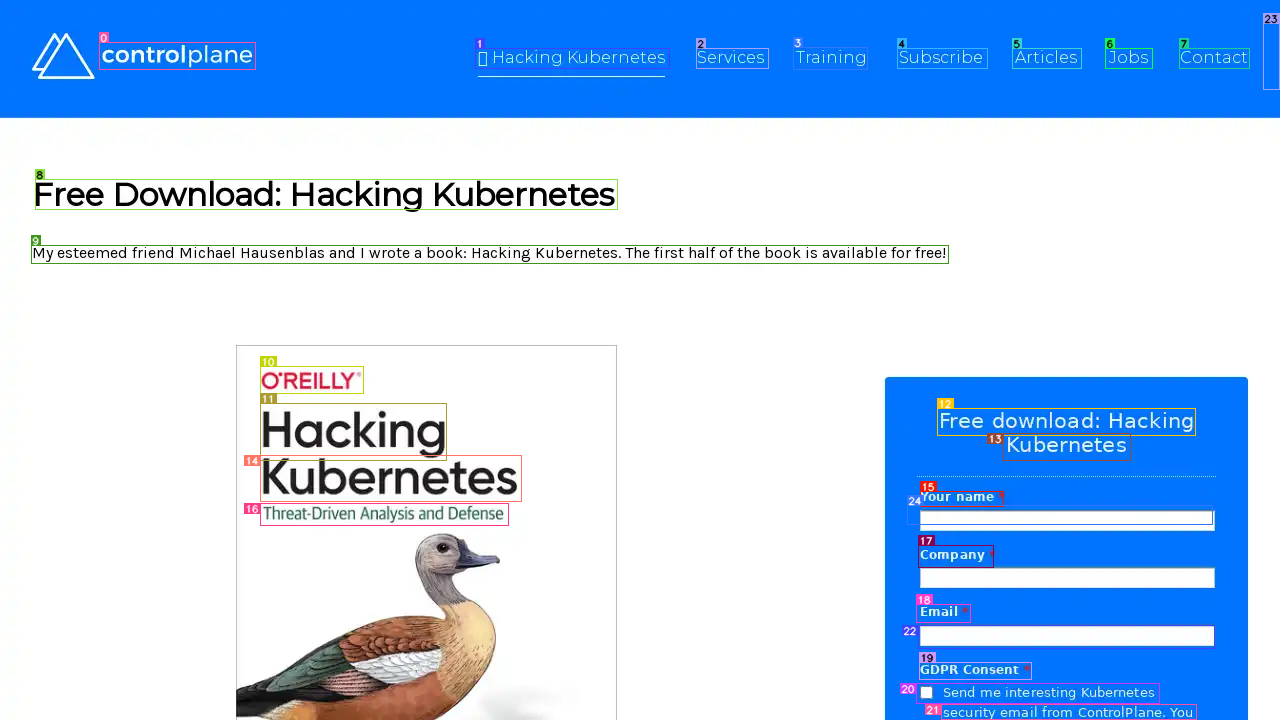 controlplane
Hacking Kubernetes
Services
Training
Subscribe
Articles
Jobs
Contact
Free Download: Hacking Kubernetes
My esteemed friend Michael Hausenblas and I wrote a book: Hacking Kubernetes. The first half of the book is available for free!
O'REILLY®
Hacking
Kubernetes
Threat-Driven Analysis and Defense
Free download: Hacking
Kubernetes
Your name *
Company *
Email *
GDPR Consent *
Send me interesting Kubernetes
security email from ControlPlane. You
0
1
2
3
4
5
6
7
8
9
10
11
12
13
14
15
16
17
18
19
20
21
22
23
24